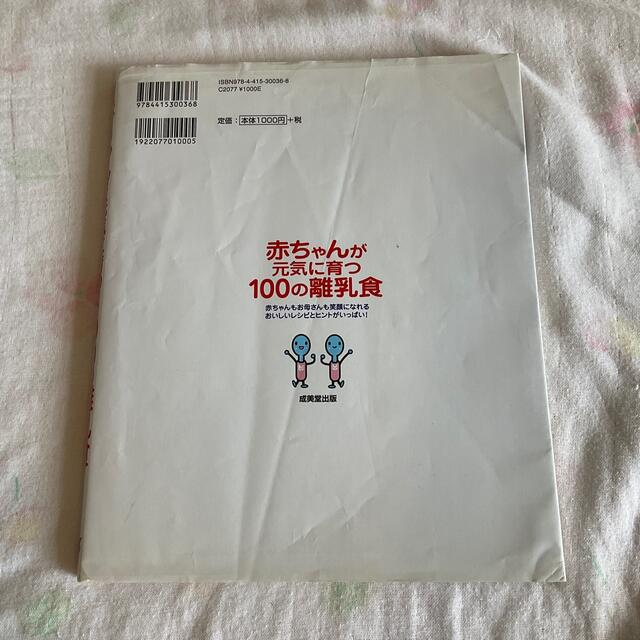 ISBN978-4-415-30036-8
C2077 ¥1000E
9784415300368
定価：本体1000円+税
1922077010005
赤ちゃんが
元気に育つ
100の離乳食
赤ちゃんもお母さんも笑顔になれる
おいしいレシピとヒントがいっぱい！
成美堂出版